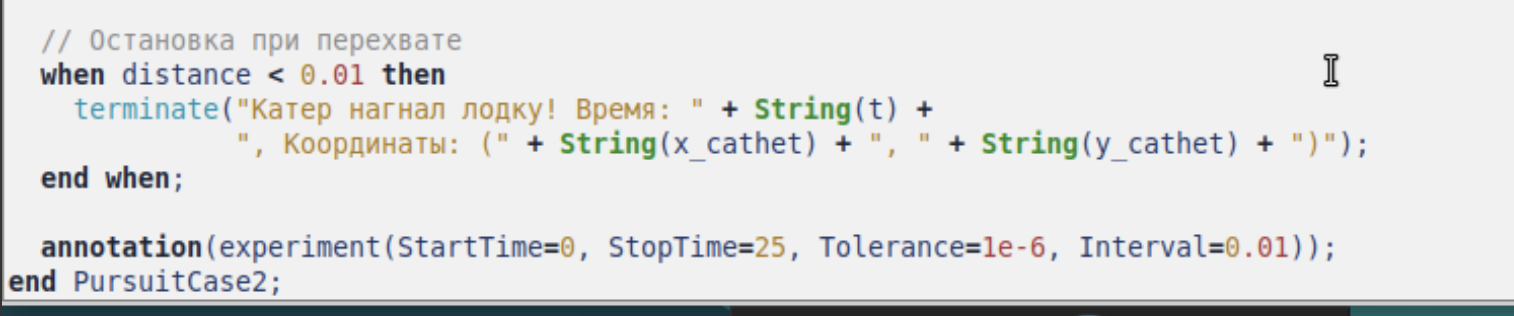 // Остановка при перехвате
when distance < 0.01 then
terminate("Катер нагнал лодку! Время: " + String(t) +
", Координаты: (" + String(x_cathet) + ", " + String(y_cathet) + ")");
end when;
annotation(experiment(StartTime=0, StopTime=25, Tolerance=1e-6, Interval=0.01));
end PursuitCase2;